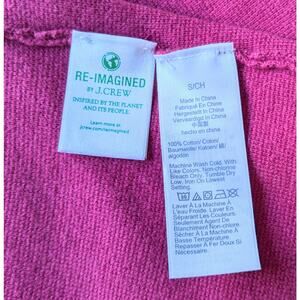 RE-IMAGINED
BY J.CREW
INSPIRED BY THE PLANET
AND ITS PEOPLE.
Learn more at
jcrew.com/reimagined
S/CH
Made In China
Fabriqué En Chine
Hergestellt In China
Vervaardigd In China
中国製
hecho en china
100% Cotton/ Coton/
Baumwolle/ Katoen/ 綿/
algodón
Machine Wash Cold, With
Like Colors, Non-chlorine
Bleach Only, Tumble Dry
Low, Iron On Lowest
Setting.
Laver À La Machine À
L'eau Froide, Laver En
Séparant Les Couleurs,
Seulement Agent De
Blanchiment Non-chlore.
Sécher À La Machine À
Basse Température
Repasser À Fer Doux Si
Nécessaire.